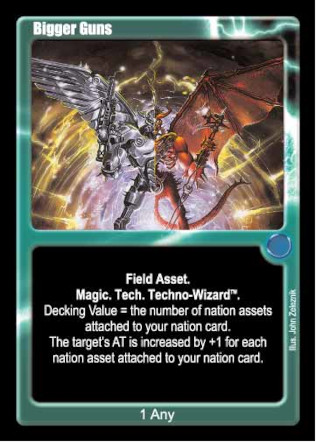 Bigger Guns
Field Asset.
Magic. Tech. Techno-Wizard™.
Decking Value = the number of nation assets
attached to your nation card.
The target's AT is increased by +1 for each
nation asset attached to your nation card.
Illus. John Zeleznik
1 Any